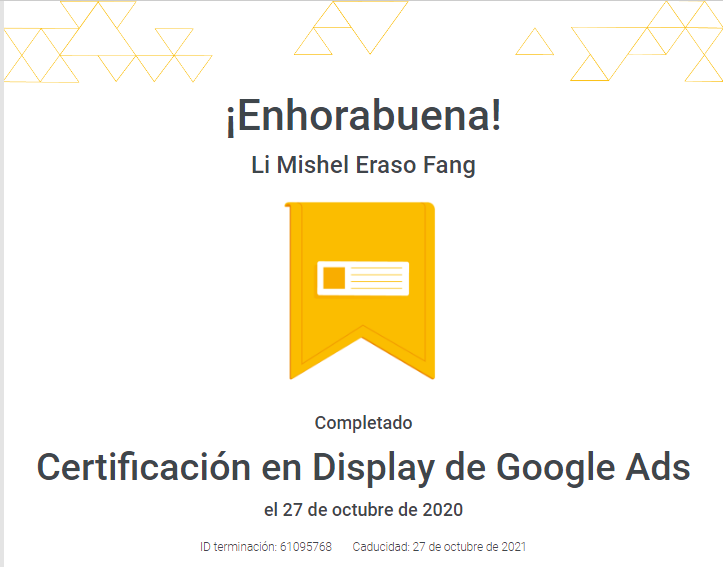 ¡Enhorabuena!
Li Mishel Eraso Fang
Completado
Certificación en Display de Google Ads
el 27 de octubre de 2020
ID terminación: 61095768 Caducidad: 27 de octubre de 2021